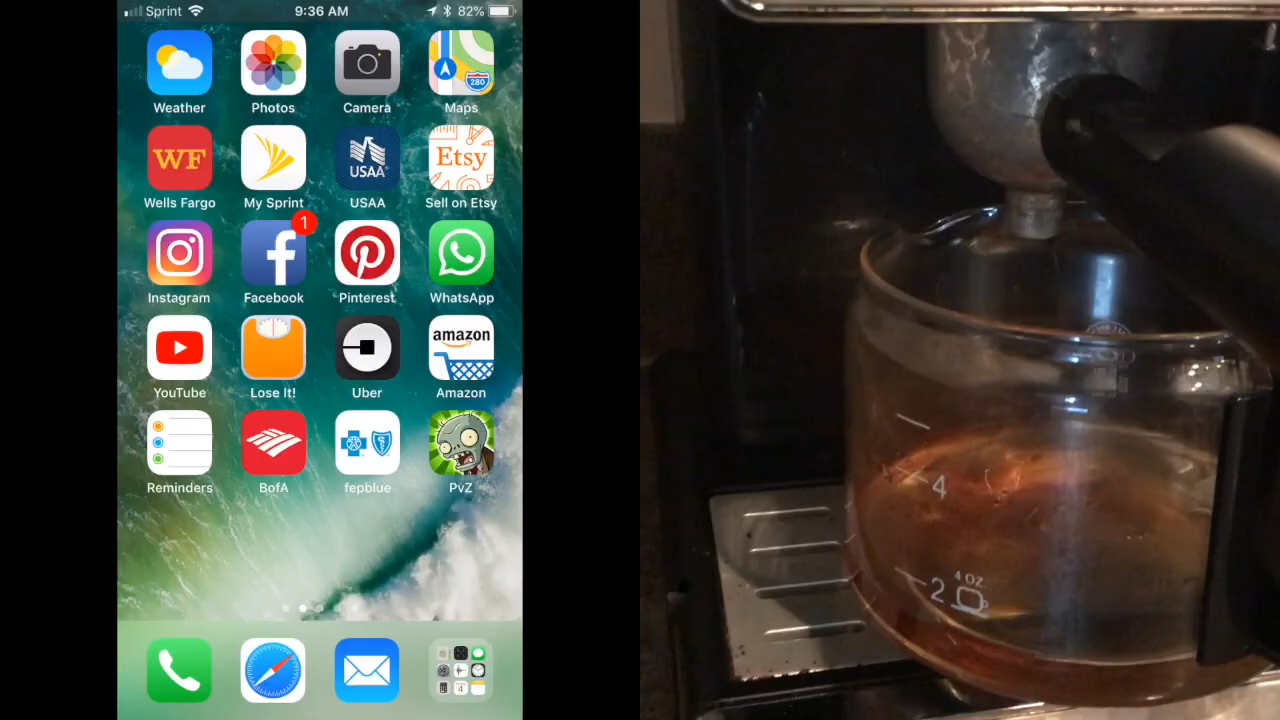 Sprint 9:36 AM 82%
280
Weather Photos Camera Maps
WF USAA® Etsy
Wells Fargo My Sprint USAA Sell on Etsy
1
Instagram Facebook Pinterest WhatsApp
amazon
YouTube Lose It! Uber Amazon
Reminders BofA fepblue PvZ
4
4
4 OZ.
2